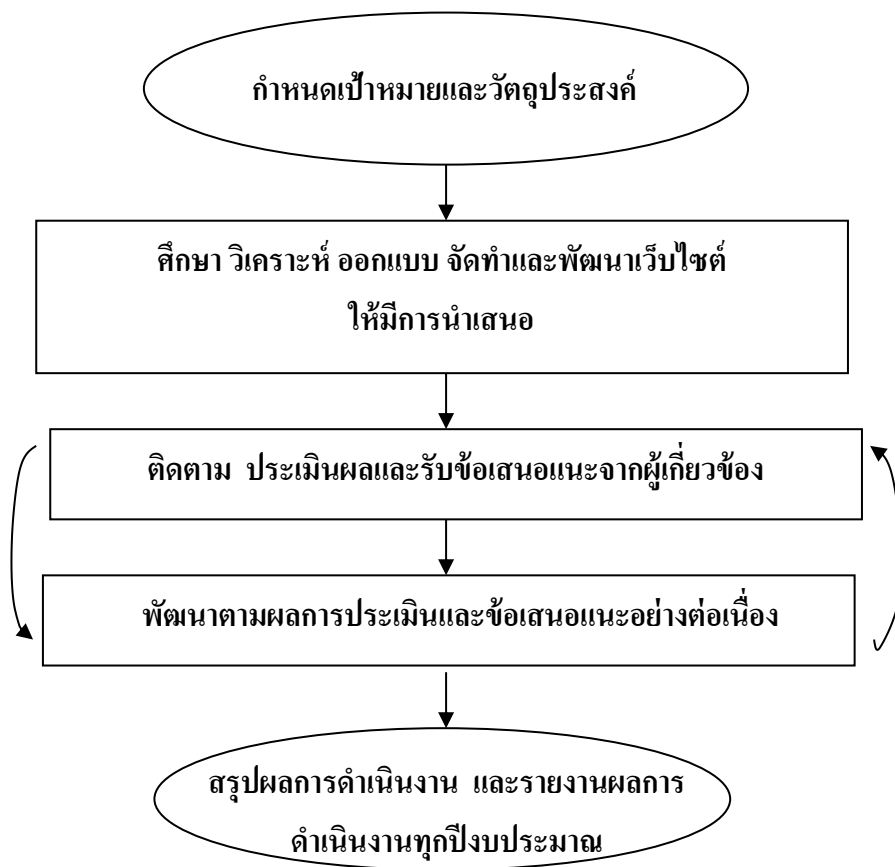 กำหนดเป้าหมายและวัตถุประสงค์
ศึกษา วิเคราะห์ ออกแบบ จัดทำและพัฒนาเว็บไซต์
ให้มีการนำเสนอ
ติดตาม ประเมินผลและรับข้อเสนอแนะจากผู้เกี่ยวข้อง
พัฒนาตามผลการประเมินและข้อเสนอแนะอย่างต่อเนื่อง
สรุปผลการดำเนินงาน และรายงานผลการ
ดำเนินงานทุกปีงบประมาณ